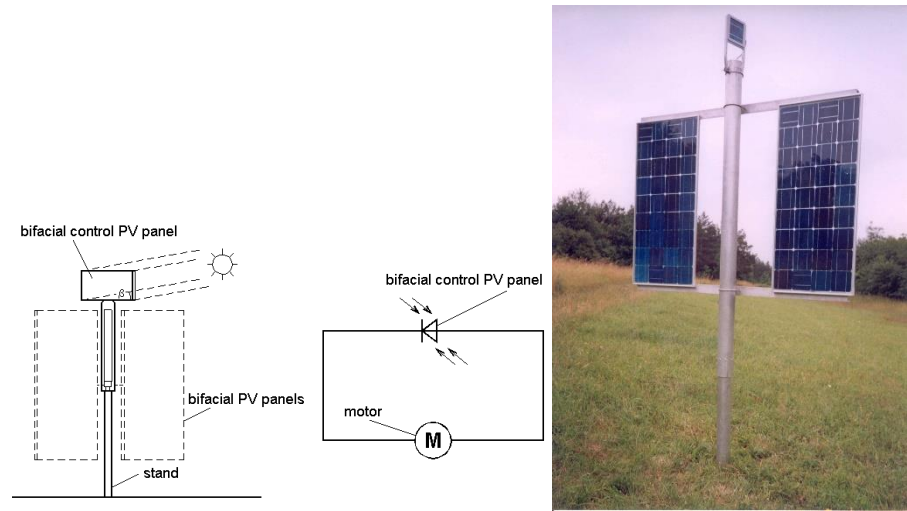 bifacial control PV panel
β
bifacial PV panels
stand
bifacial control PV panel
motor
M